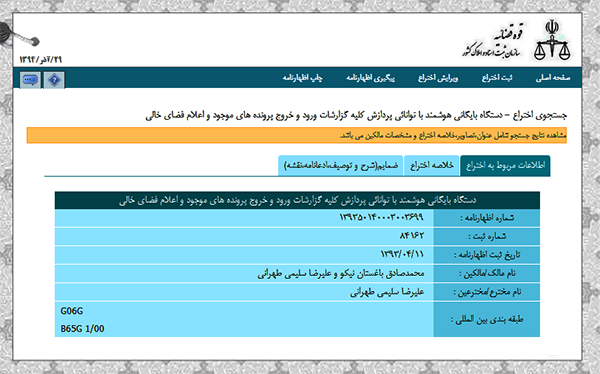 قوه قضائیه
سازمان ثبت اسناد و املاک کشور
۲۹/آذر/۱۳۹۴
صفحه اصلی ثبت اختراع ویرایش اختراع پیگیری اظهارنامه چاپ اظهارنامه
جستجوی اختراع - دستگاه بایگانی هوشمند با توانائی پردازش کلیه گزارشات ورود و خروج پرونده های موجود و اعلام فضای خالی
مشاهده نتایج جستجو شامل عنوان،تصاویر،خلاصه اختراع و مشخصات مالکین می باشد.
اطلاعات مربوط به اختراع خلاصه اختراع ضمایم(شرح و توصیف،ادعانامه،نقشه)
دستگاه بایگانی هوشمند با توانائی پردازش کلیه گزارشات ورود و خروج پرونده های موجود و اعلام فضای خالی
شماره اظهارنامه : ۱۳۹۳۵۰۱۴۰۰۰۳۰۰۳۶۹۹
شماره ثبت : ۸۴۱۶۲
تاریخ ثبت اظهارنامه : ۱۳۹۳/۰۴/۱۱
نام مالک/مالکین : محمدصادق باغستان نیکو و علیرضا سلیمی طهرانی
نام مخترع/مخترعین : علیرضا سلیمی طهرانی
طبقه بندی بین المللی : G06G
B65G 1/00